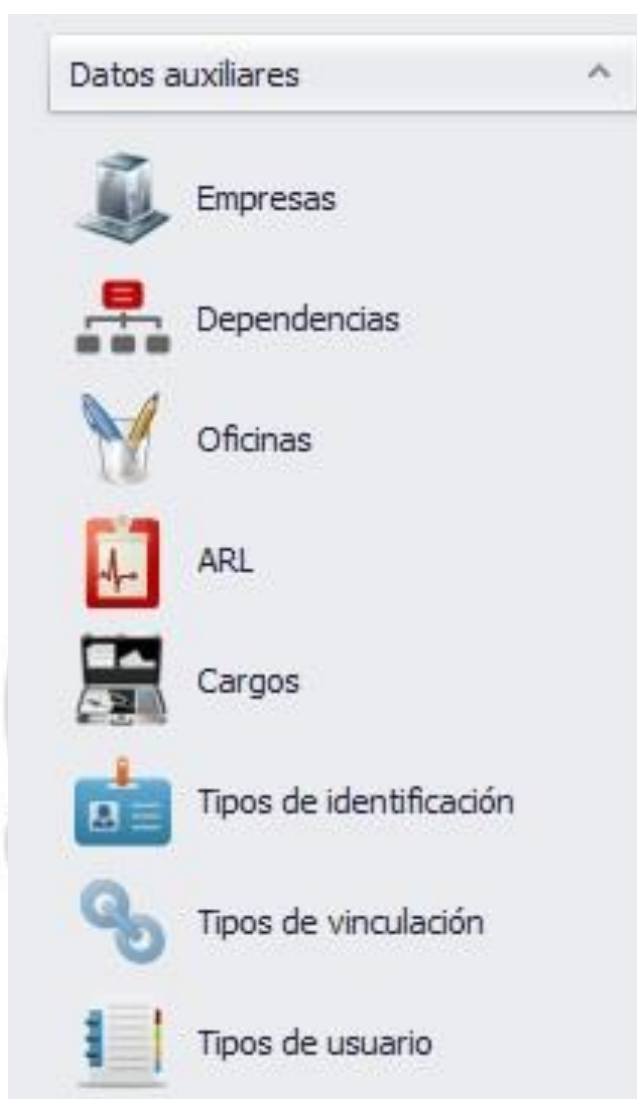 Datos auxiliares
Empresas
Dependencias
Oficinas
ARL
Cargos
Tipos de identificación
Tipos de vinculación
Tipos de usuario